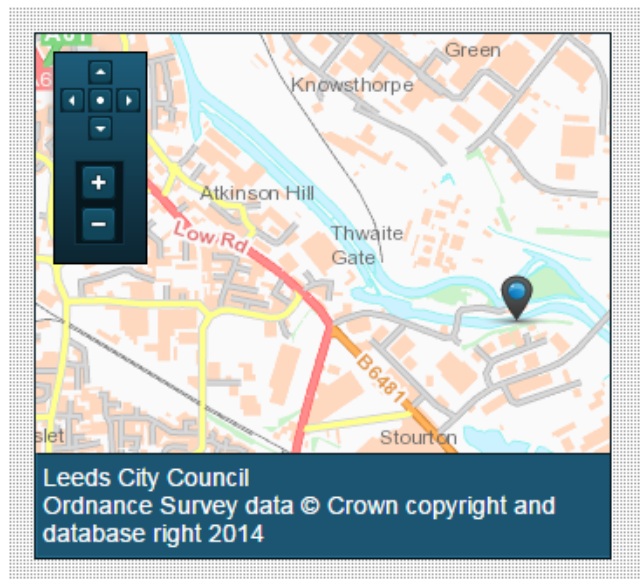 Green
Knowsthorpe
Atkinson Hill
Low Rd
Thwaite
Gate
B6481
Stourton
slet
Leeds City Council
Ordnance Survey data © Crown copyright and
database right 2014